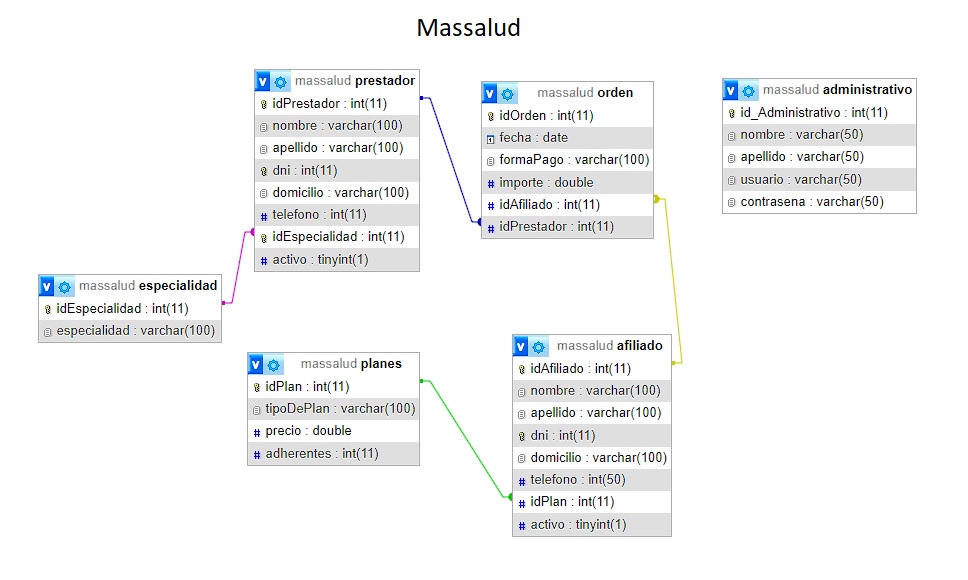 Massalud
massalud prestador
idPrestador : int(11)
nombre : varchar(100)
apellido : varchar(100)
dni : int(11)
domicilio : varchar(100)
telefono : int(11)
idEspecialidad : int(11)
activo : tinyint(1)
massalud orden
idOrden : int(11)
fecha : date
formaPago : varchar(100)
importe : double
idAfiliado : int(11)
idPrestador : int(11)
massalud administrativo
id_Administrativo : int(11)
nombre : varchar(50)
apellido : varchar(50)
usuario : varchar(50)
contrasena : varchar(50)
massalud especialidad
idEspecialidad : int(11)
especialidad : varchar(100)
massalud planes
idPlan : int(11)
tipoDePlan : varchar(100)
precio : double
adherentes : int(11)
massalud afiliado
idAfiliado : int(11)
nombre : varchar(100)
apellido : varchar(100)
dni : int(11)
domicilio : varchar(100)
telefono : int(50)
idPlan : int(11)
activo : tinyint(1)